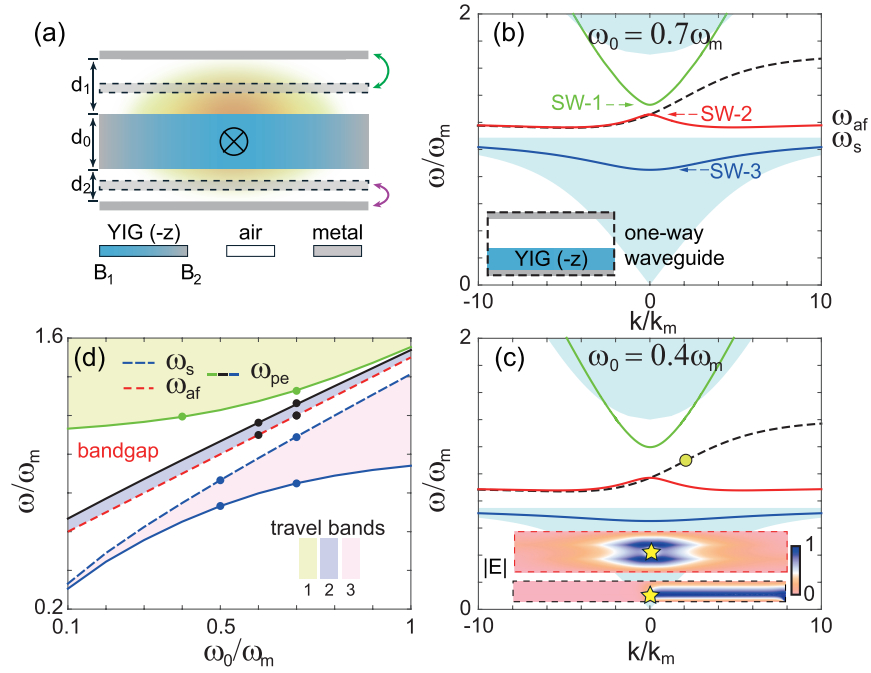 (a)
d1
d0
d2
YIG (-z)
air
metal
B1
B2
(b)
ω0 = 0.7ωm
2
SW-1
SW-2
SW-3
ωaf
ωs
ω/ωm
YIG (-z)
one-way
waveguide
0
-10
0
10
k/km
(d)
1.6
ωs
ωaf
ωpe
bandgap
travel bands
1
2
3
ω/ωm
0.2
0.1
0.5
1
ω0/ωm
(c)
ω0 = 0.4ωm
2
ω/ωm
|E|
1
0
0
-10
0
10
k/km